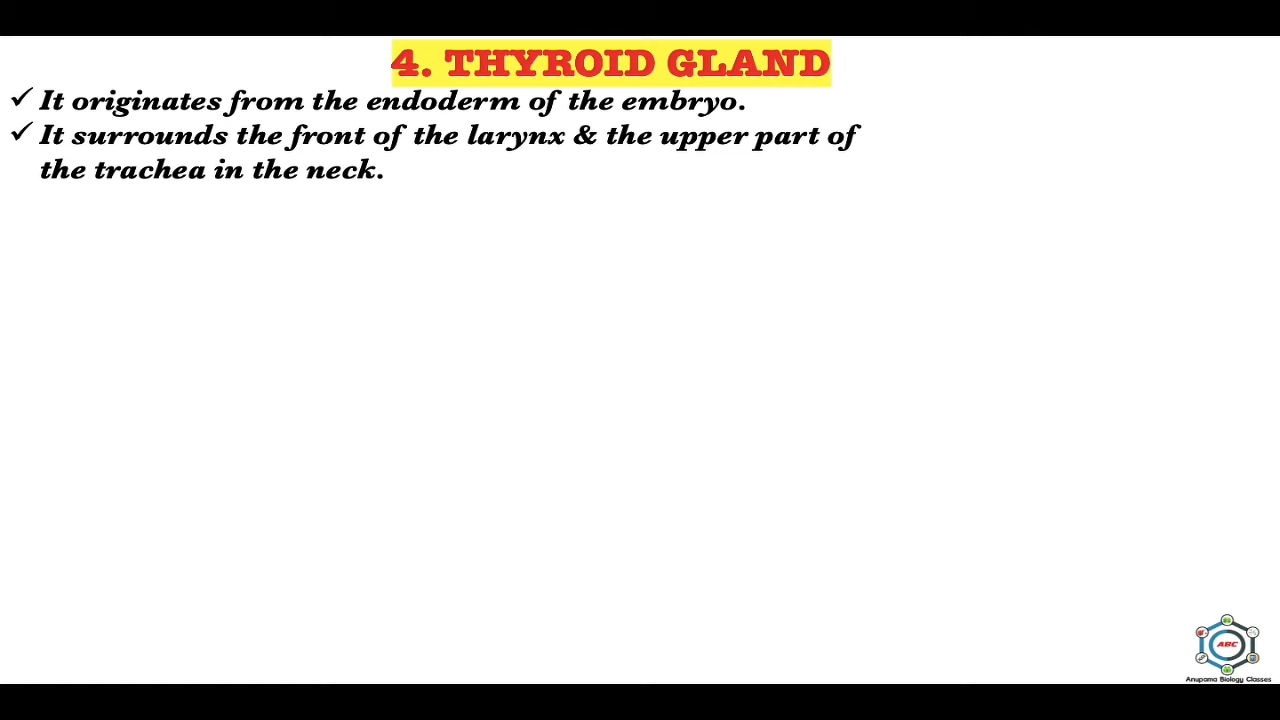 4. THYROID GLAND
✓ It originates from the endoderm of the embryo.
✓ It surrounds the front of the larynx & the upper part of
the trachea in the neck.
ABC
Anupama Biology Classes